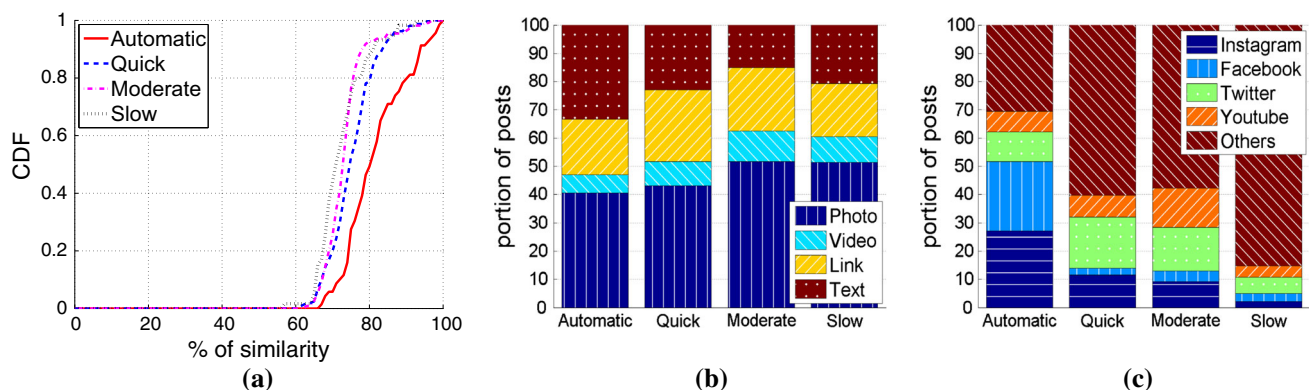 1
0.8
0.6
0.4
0.2
0
CDF
Automatic
Quick
Moderate
Slow
0 20 40 60 80 100
% of similarity
(a)
100
90
80
70
60
50
40
30
20
10
0
portion of posts
Photo
Video
Link
Text
Automatic Quick Moderate Slow
(b)
100
90
80
70
60
50
40
30
20
10
0
portion of posts
Instagram
Facebook
Twitter
Youtube
Others
Automatic Quick Moderate Slow
(c)